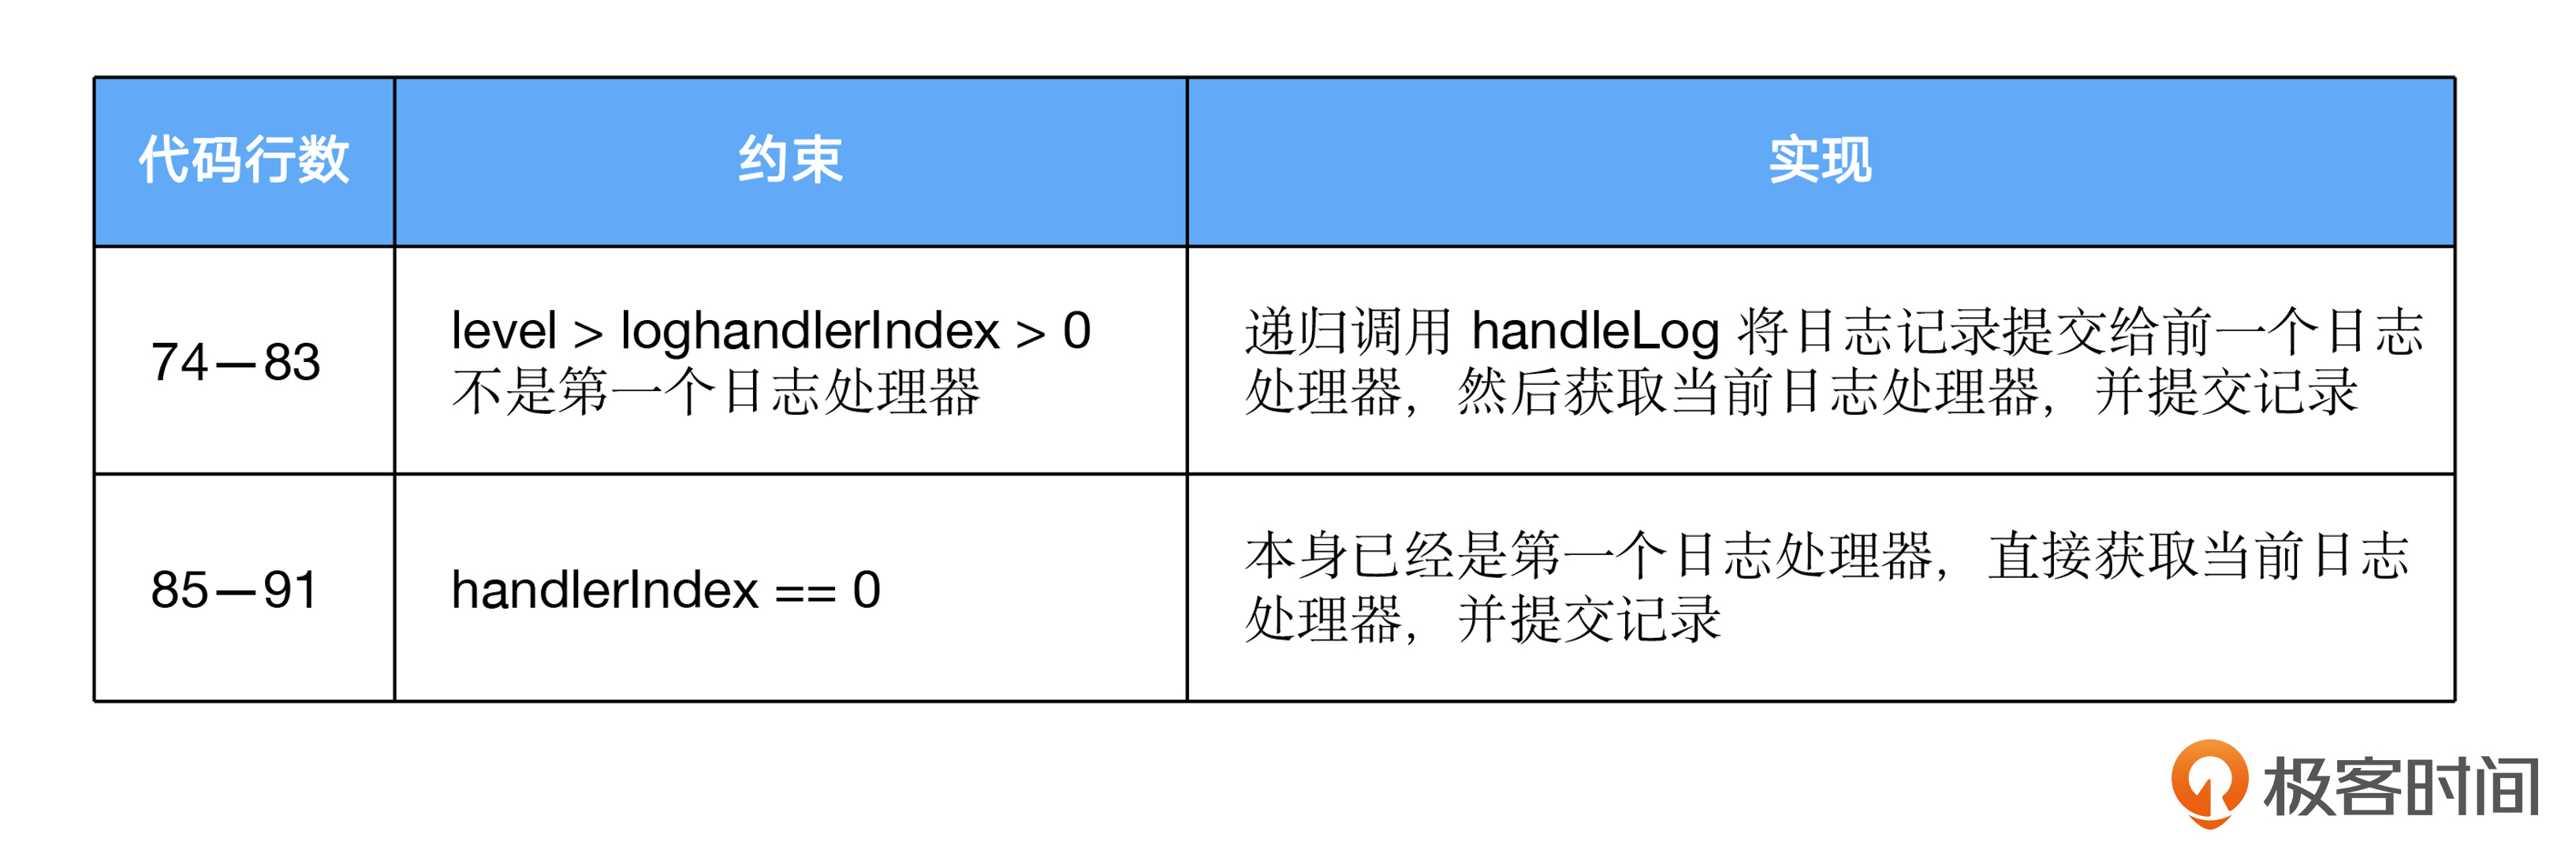 代码行数 约束 实现
74—83
level > loghandlerIndex > 0
不是第一个日志处理器
递归调用 handleLog 将日志记录提交给前一个日志
处理器，然后获取当前日志处理器，并提交记录
85—91
handlerIndex == 0
本身已经是第一个日志处理器，直接获取当前日志
处理器，并提交记录
极客时间